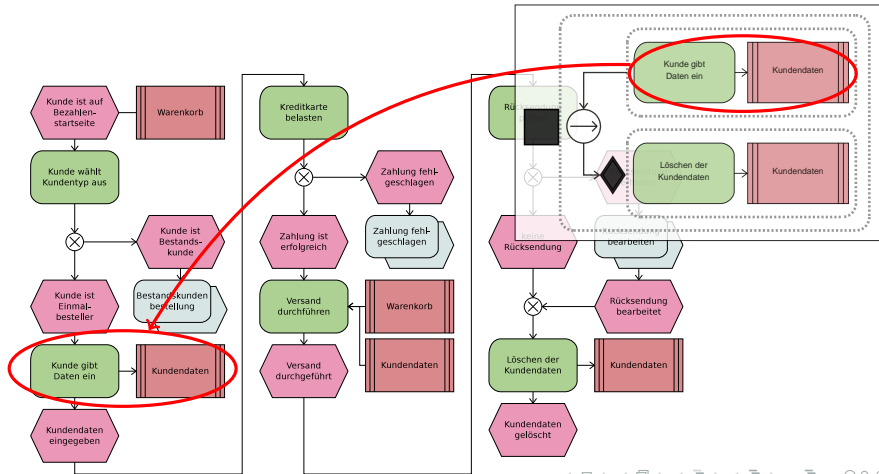 Kunde ist auf
Bezahlen-
startseite
Warenkorb
Kunde wählt
Kundentyp aus
Kunde ist
Bestands-
kunde
Kunde ist
Einmal-
besteller
Bestandskunden
bestellung
Kunde gibt
Daten ein
Kundendaten
Kundendaten
eingegeben
Kreditkarte
belasten
Zahlung fehl-
geschlagen
Zahlung ist
erfolgreich
Zahlung fehl-
geschlagen
Versand
durchführen
Warenkorb
Versand
durchgeführt
Kundendaten
Rücksendung
keine
Rücksendung
Rücksendung
bearbeiten
Rücksendung
bearbeitet
Löschen der
Kundendaten
Kundendaten
Kundendaten
gelöscht
Kunde gibt
Daten ein
Kundendaten
Löschen der
Kundendaten
Kundendaten